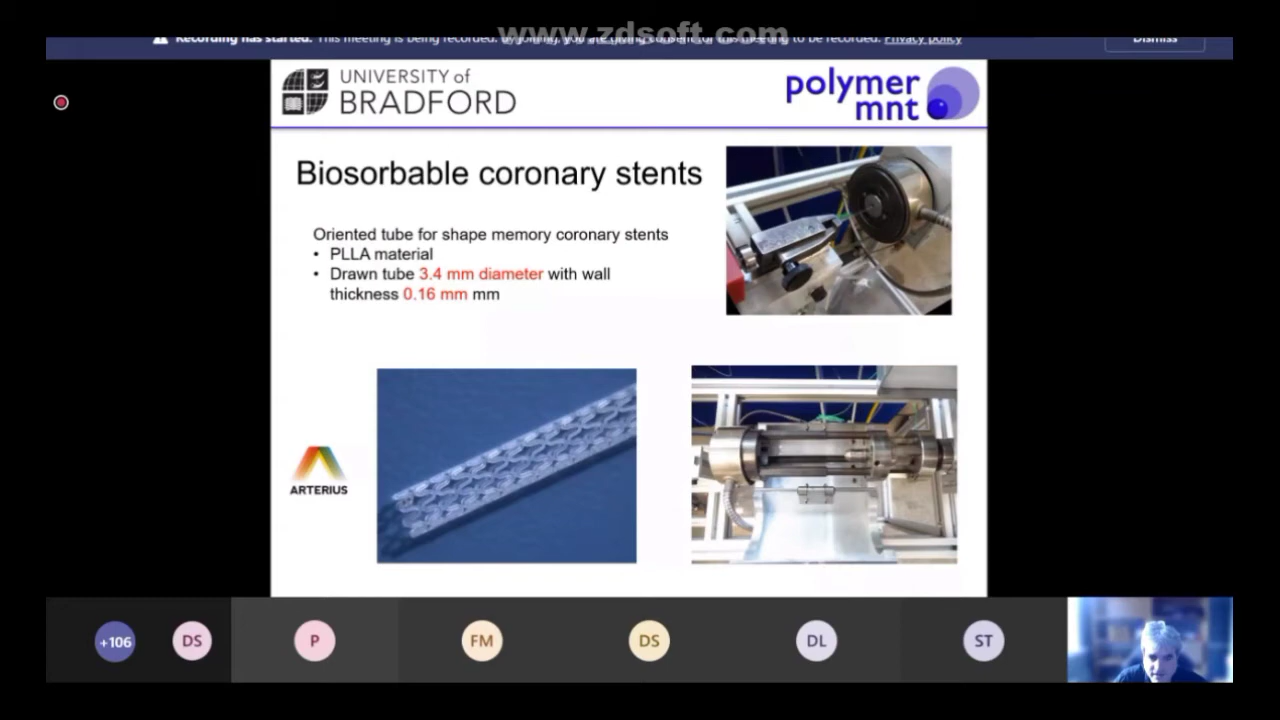 www.zdsoft.com
Recording has started. This meeting is being recorded. By joining, you are giving consent for this meeting to be recorded. Privacy policy
Dismiss
UNIVERSITY of
BRADFORD
polymer
mnt
Biosorbable coronary stents
Oriented tube for shape memory coronary stents
• PLLA material
• Drawn tube 3.4 mm diameter with wall
thickness 0.16 mm mm
ARTERIUS
+106
DS
P
FM
DS
DL
ST